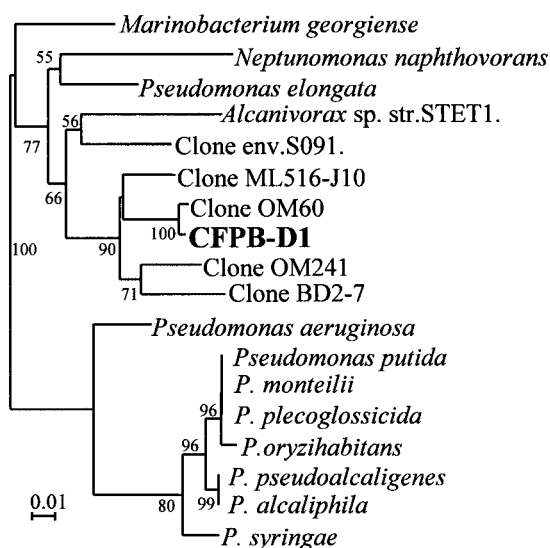 Marinobacterium georgiense
55
Neptunomonas naphthovorans
Pseudomonas elongata
77
56
Alcanivorax sp. str.STET1.
Clone env.S091.
66
Clone ML516-J10
Clone OM60
100
CFPB-D1
100
90
Clone OM241
71
Clone BD2-7
Pseudomonas aeruginosa
Pseudomonas putida
P. monteilii
96
P. plecoglossicida
96
P.oryzihabitans
P. pseudoalcaligenes
0.01
80
99
P. alcaliphila
P. syringae